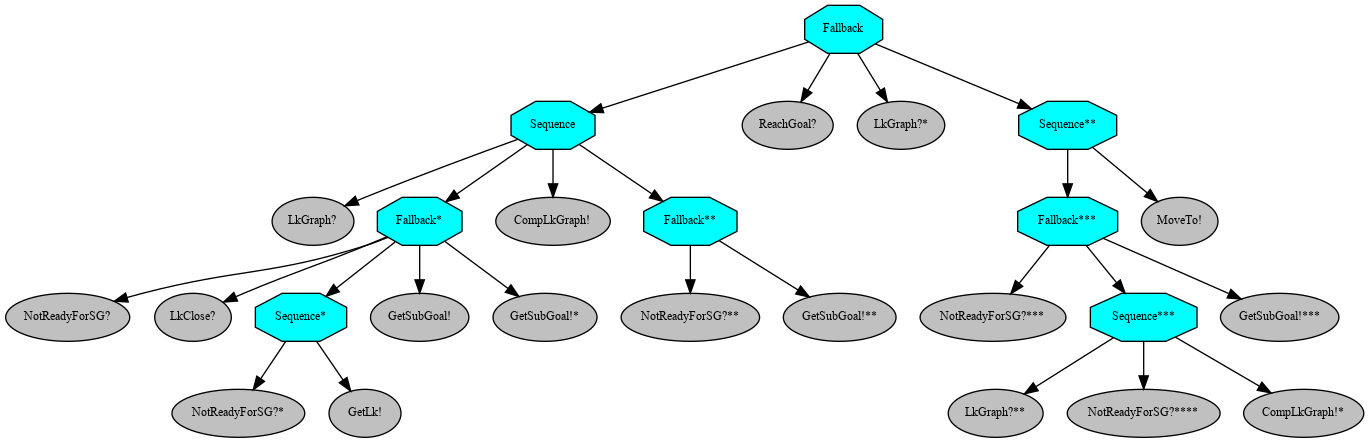 Fallback
Sequence
ReachGoal?
LkGraph?*
Sequence**
LkGraph?
Fallback*
CompLkGraph!
Fallback**
Fallback***
MoveTo!
NotReadyForSG?
LkClose?
Sequence*
GetSubGoal!
GetSubGoal!*
NotReadyForSG?**
GetSubGoal!**
NotReadyForSG?***
Sequence***
GetSubGoal!***
NotReadyForSG?*
GetLk!
LkGraph?**
NotReadyForSG?****
CompLkGraph!*